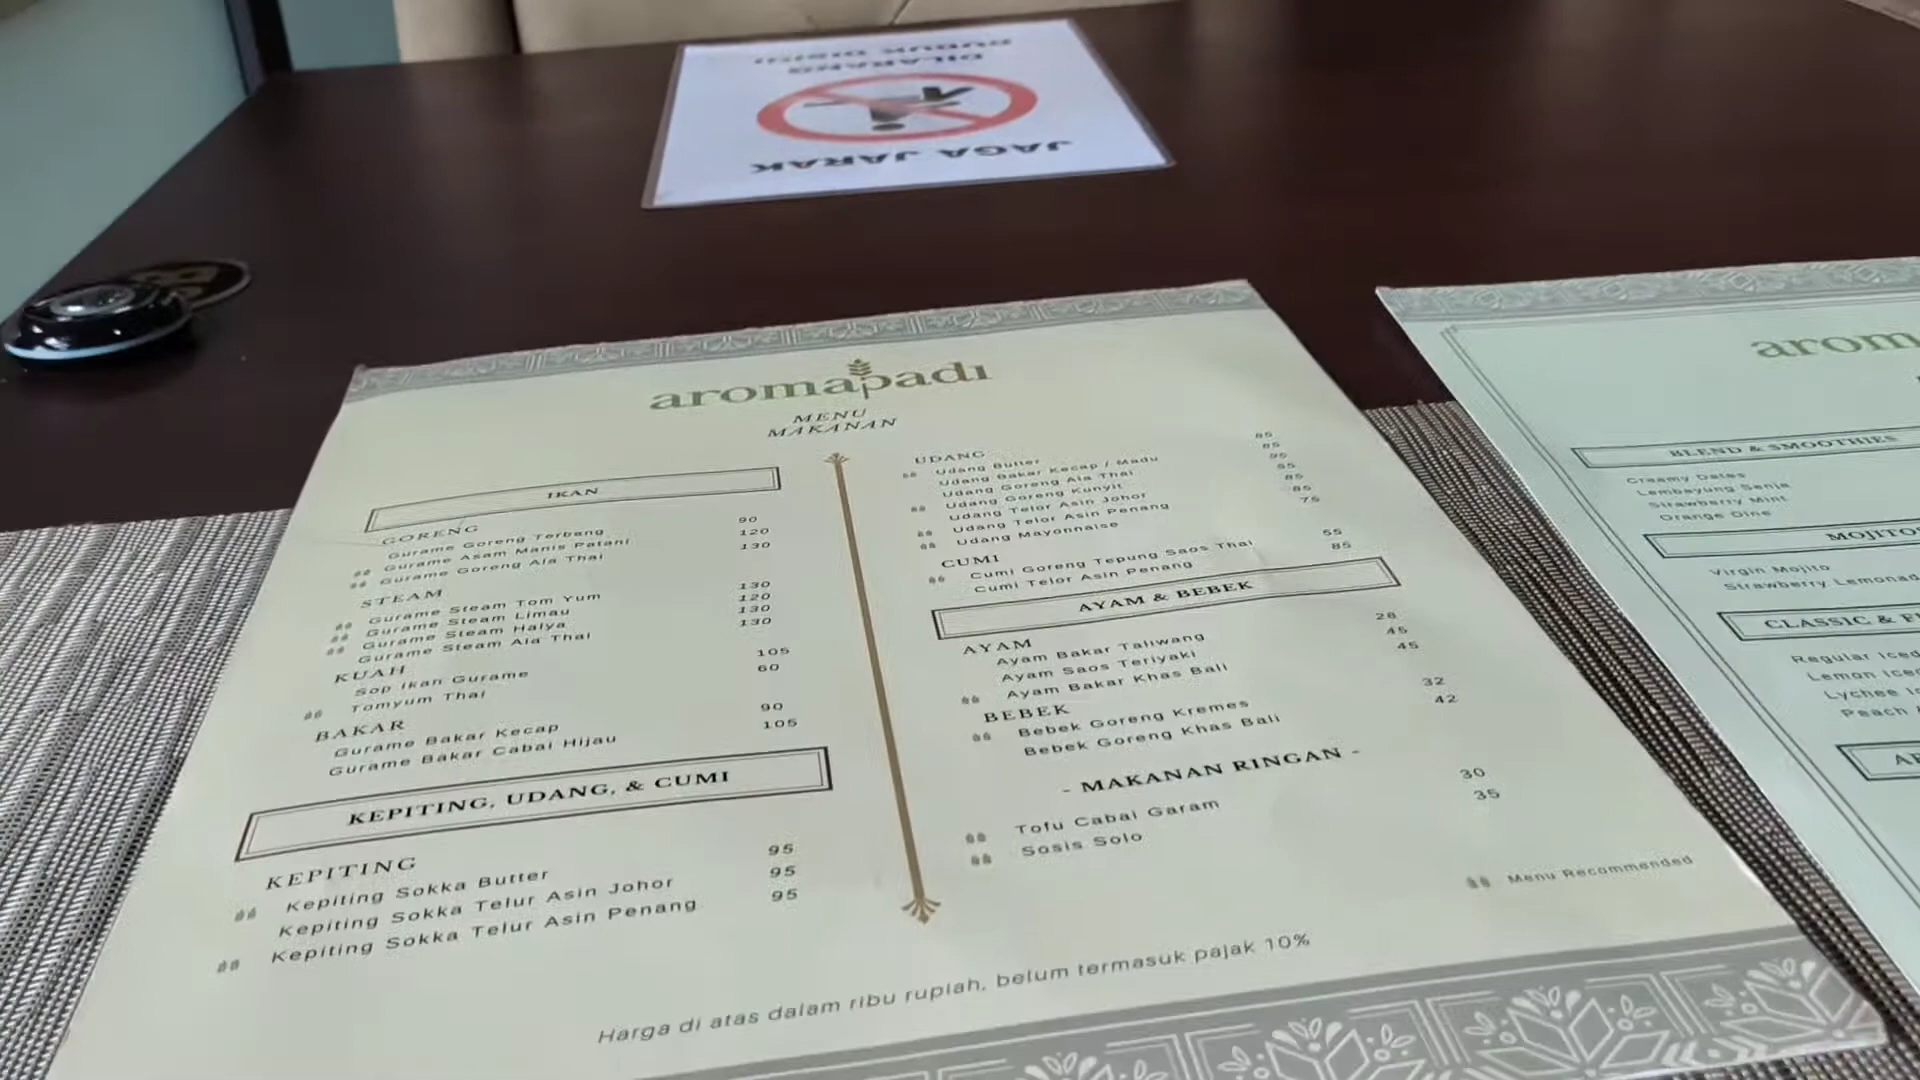 JAGA JARAK
DILARANG
DUDUK DISINI
aromapadi
MENU
MAKANAN
IKAN
GORENG
Gurame Goreng Terbang 90
Gurame Asam Manis Patani 120
Gurame Goreng Ala Thai 130
STEAM
Gurame Steam Tom Yum 130
Gurame Steam Limau 120
Gurame Steam Halya 130
Gurame Steam Ala Thai 130
KUAH
Sop Ikan Gurame 105
Tomyum Thai 60
BAKAR
Gurame Bakar Kecap 90
Gurame Bakar Cabai Hijau 105
KEPITING, UDANG, & CUMI
KEPITING
Kepiting Sokka Butter 95
Kepiting Sokka Telur Asin Johor 95
Kepiting Sokka Telur Asin Penang 95
UDANG
Udang Butter 85
Udang Bakar Kecap / Madu 85
Udang Goreng Ala Thai 95
Udang Goreng Kunyit 85
Udang Telor Asin Johor 85
Udang Telor Asin Penang 85
Udang Mayonnaise 75
CUMI
Cumi Goreng Tepung Saos Thai 55
Cumi Telor Asin Penang 85
AYAM & BEBEK
AYAM
Ayam Bakar Taliwang 28
Ayam Saos Teriyaki 45
Ayam Bakar Khas Bali 45
BEBEK
Bebek Goreng Kremes 32
Bebek Goreng Khas Bali 42
- MAKANAN RINGAN -
Tofu Cabai Garam 30
Sosis Solo 35
Menu Recommended
Harga di atas dalam ribu rupiah, belum termasuk pajak 10%
arom
BLEND & SMOOTHIES
Creamy Dates
Lembayung Senja
Strawberry Mint
Orange Dine
MOJITO
Virgin Mojito
Strawberry Lemonad
CLASSIC & F
Regular Iced
Lemon Iced
Lychee Ic
Peach